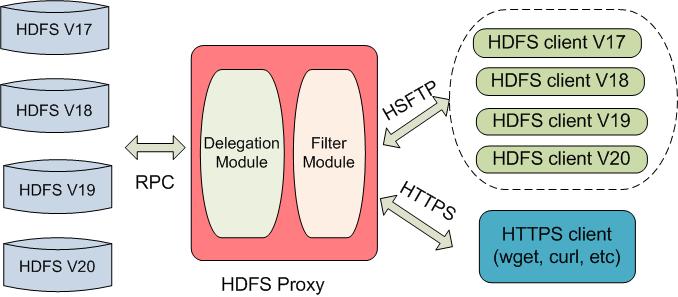 HDFS V17
HDFS V18
HDFS V19
HDFS V20
RPC
Delegation
Module
Filter
Module
HDFS Proxy
HSFTP
HTTPS
HDFS client V17
HDFS client V18
HDFS client V19
HDFS client V20
HTTPS client
(wget, curl, etc)